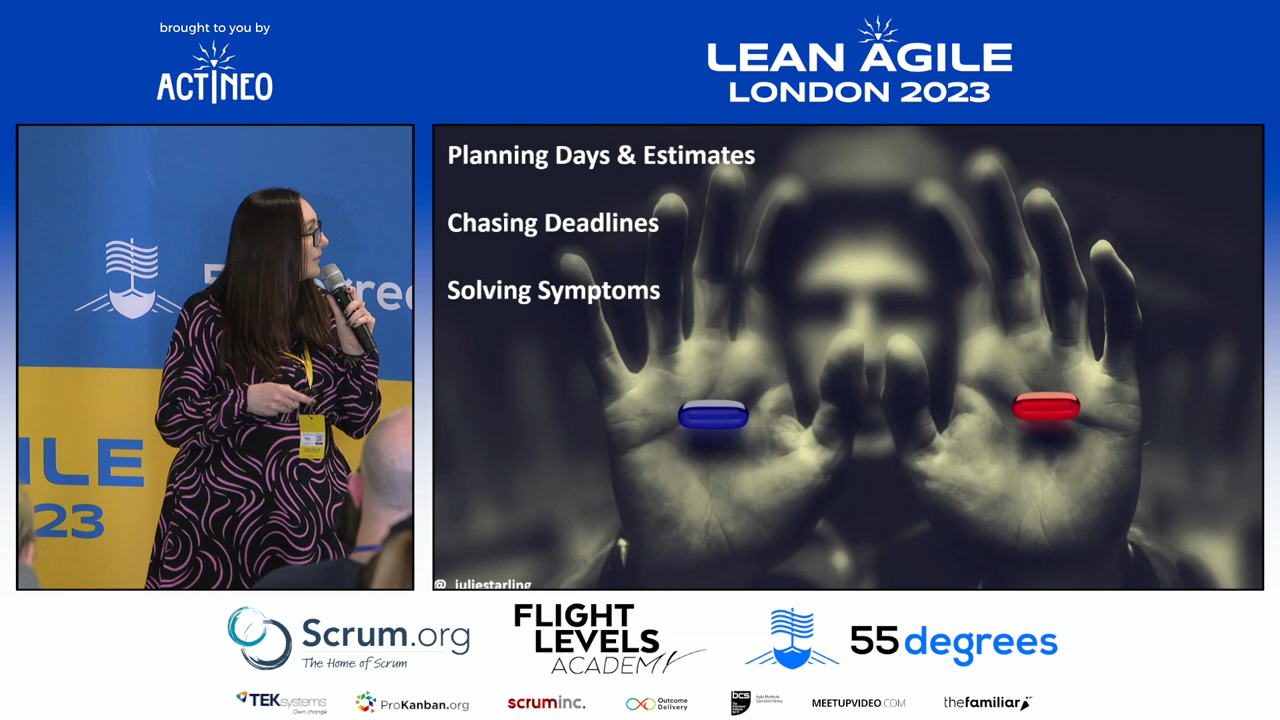 brought to you by
ACTINEO
LEAN AGILE
LONDON 2023
Planning Days & Estimates
Chasing Deadlines
Solving Symptoms
@_juliestarling
ILE
23
Scrum.org
The Home of Scrum
FLIGHT
LEVELS
ACADEMY
55degrees
TEKsystems
Own change
ProKanban.org
scruminc.
Outcome
Delivery
bcs
MEETUPVIDEO.COM
thefamiliar